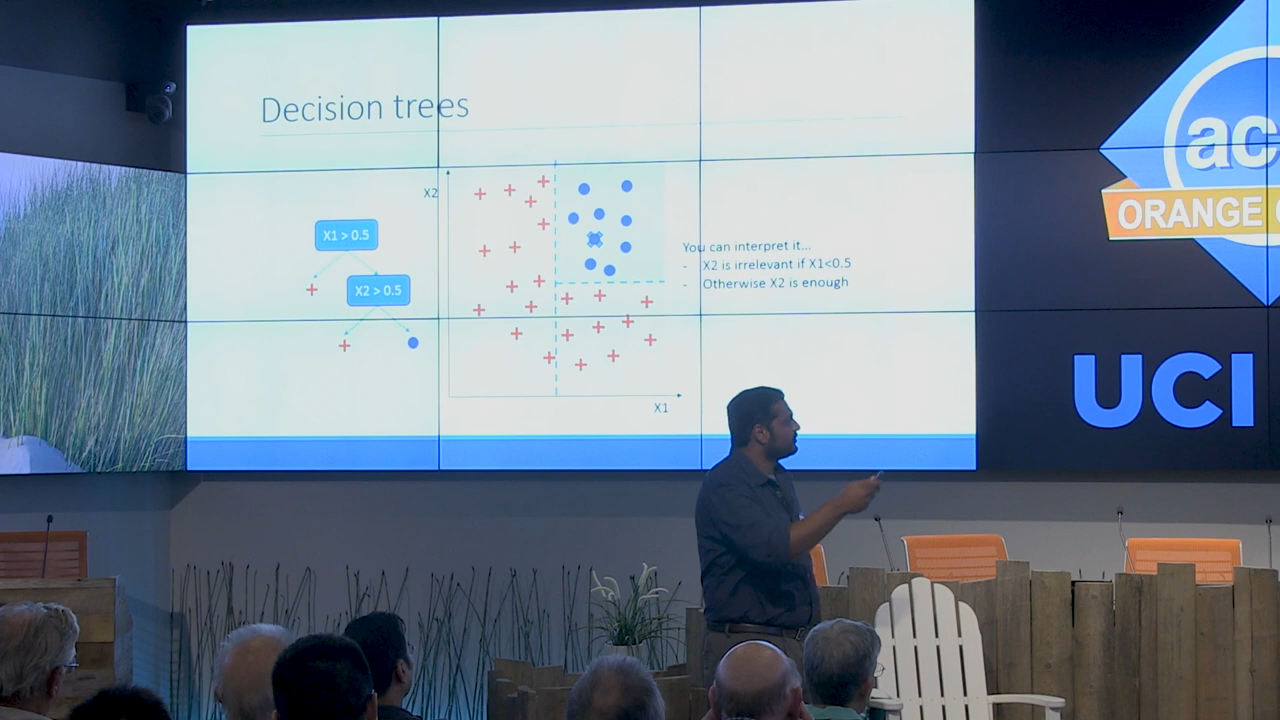 Decision trees
X2
X1 > 0.5
X2 > 0.5
You can interpret it...
- X2 is irrelevant if X1<0.5
- Otherwise X2 is enough
X1
ac
ORANGE
UCI